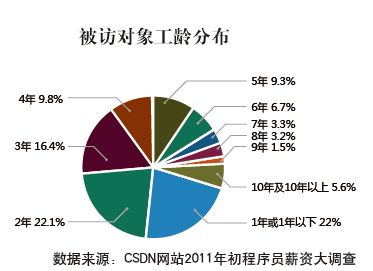 被访对象工龄分布
5年 9.3%
6年 6.7%
7年 3.3%
8年 3.2%
9年 1.5%
10年及10年以上 5.6%
1年或1年以下 22%
2年 22.1%
3年 16.4%
4年 9.8%
数据来源：CSDN网站2011年初程序员薪资大调查